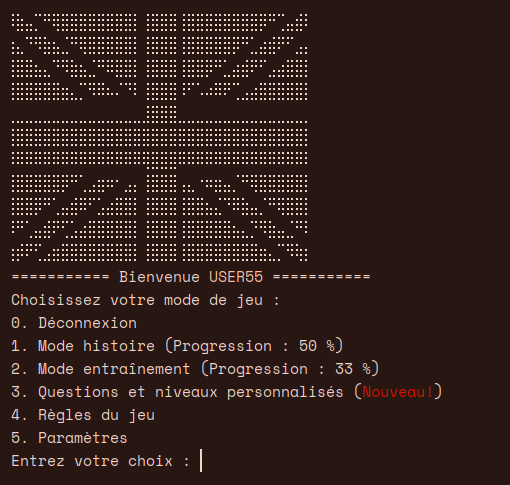 =========== Bienvenue USER55 ===========
Choisissez votre mode de jeu :
0. Déconnexion
1. Mode histoire (Progression : 50 %)
2. Mode entraînement (Progression : 33 %)
3. Questions et niveaux personnalisés (Nouveau!)
4. Règles du jeu
5. Paramètres
Entrez votre choix :